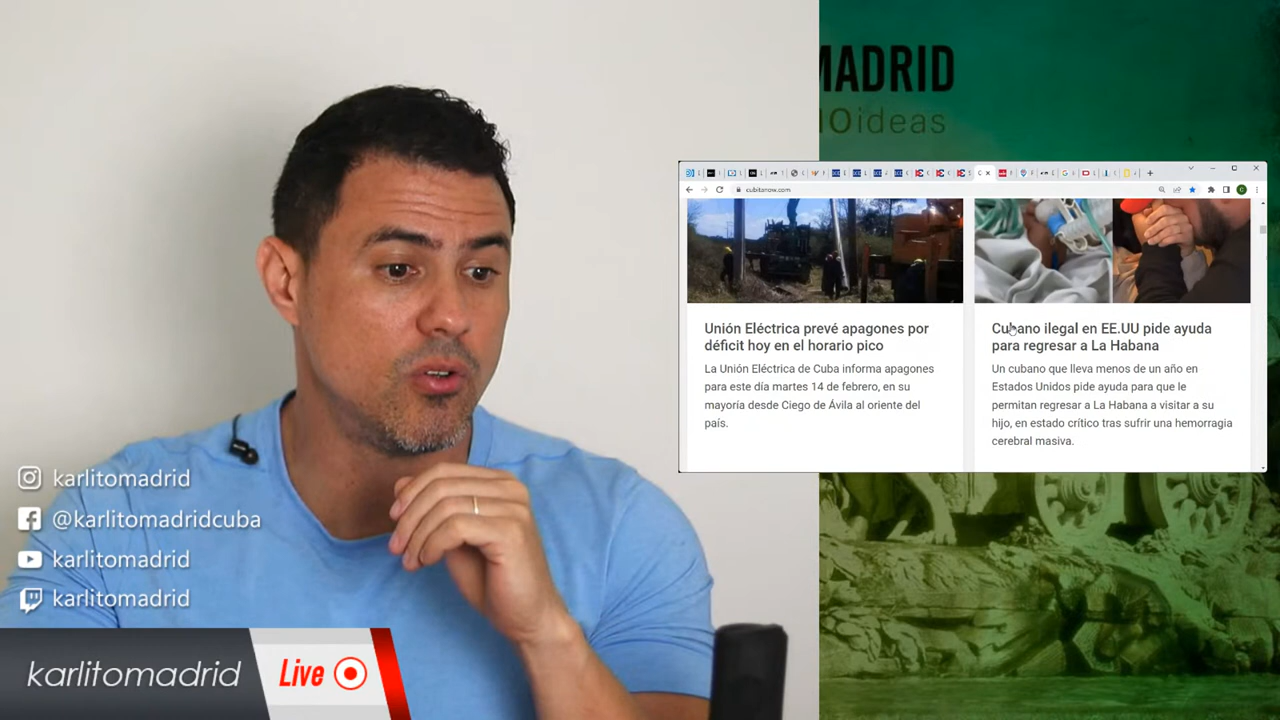 MADRID
IOideas
cubitanow.com
Unión Eléctrica prevé apagones por
déficit hoy en el horario pico
La Unión Eléctrica de Cuba informa apagones
para este día martes 14 de febrero, en su
mayoría desde Ciego de Ávila al oriente del
país.
Cubano ilegal en EE.UU pide ayuda
para regresar a La Habana
Un cubano que lleva menos de un año en
Estados Unidos pide ayuda para que le
permitan regresar a La Habana a visitar a su
hijo, en estado crítico tras sufrir una hemorragia
cerebral masiva.
karlitomadrid
@karlitomadridcuba
karlitomadrid
karlitomadrid
karlitomadrid
Live